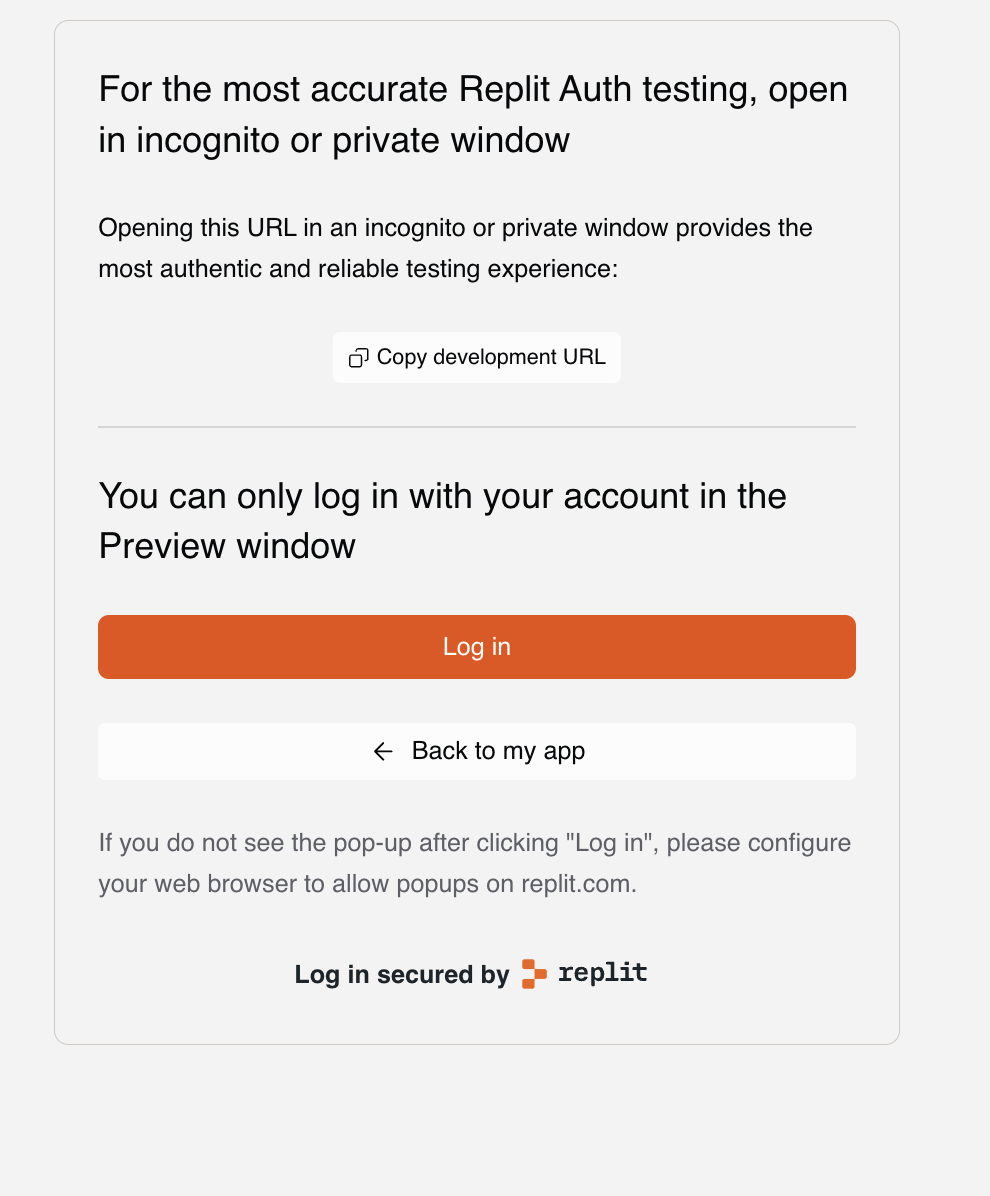 For the most accurate Replit Auth testing, open
in incognito or private window
Opening this URL in an incognito or private window provides the
most authentic and reliable testing experience:
Copy development URL
You can only log in with your account in the
Preview window
Log in
← Back to my app
If you do not see the pop-up after clicking "Log in", please configure
your web browser to allow popups on replit.com.
Log in secured by replit